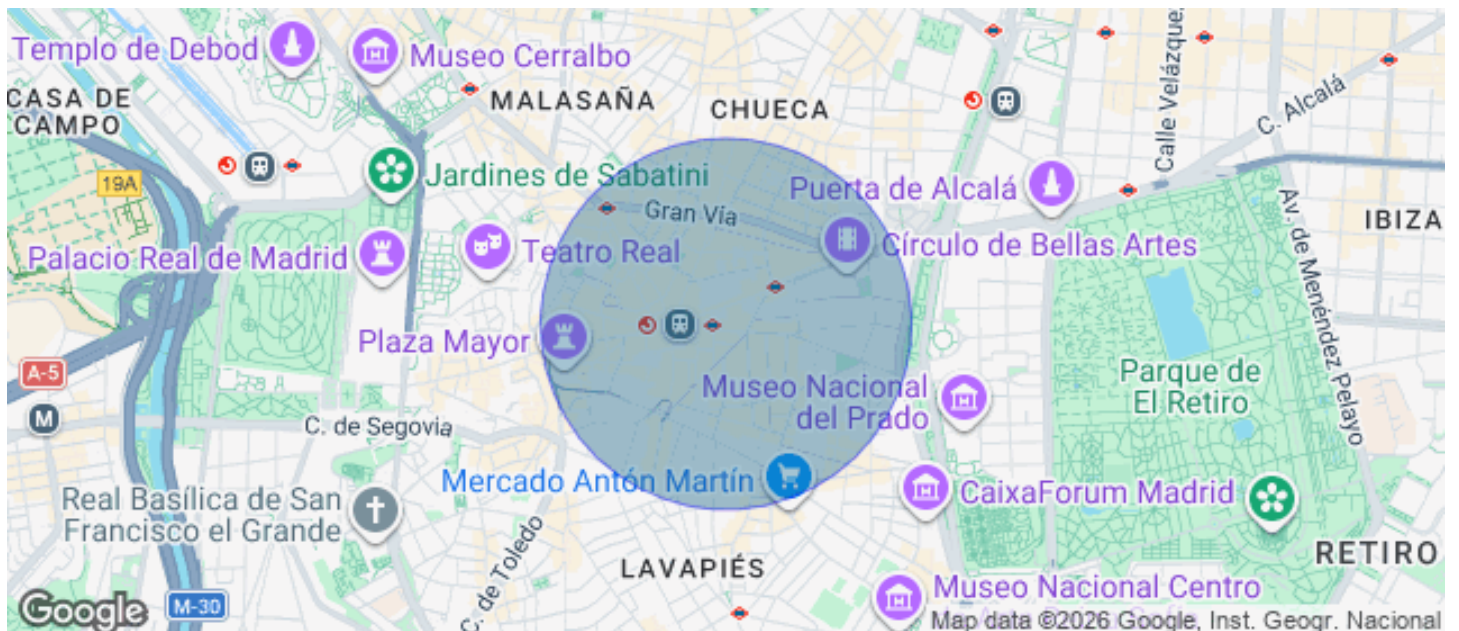 Templo de Debod
Museo Cerralbo
MALASAÑA
CHUECA
Calle Velázquez
C. Alcalá
CASA DE
CAMPO
19A
Jardines de Sabatini
Puerta de Alcalá
Gran Vía
Av. de Menéndez Pelayo
IBIZA
Palacio Real de Madrid
Teatro Real
Círculo de Bellas Artes
Plaza Mayor
A-5
M
Museo Nacional
del Prado
Parque de
El Retiro
C. de Segovia
Mercado Antón Martín
CaixaForum Madrid
Real Basílica de San
Francisco el Grande
C. de Toledo
LAVAPIÉS
RETIRO
Museo Nacional Centro
Google
M-30
Map data ©2026 Google, Inst. Geogr. Nacional